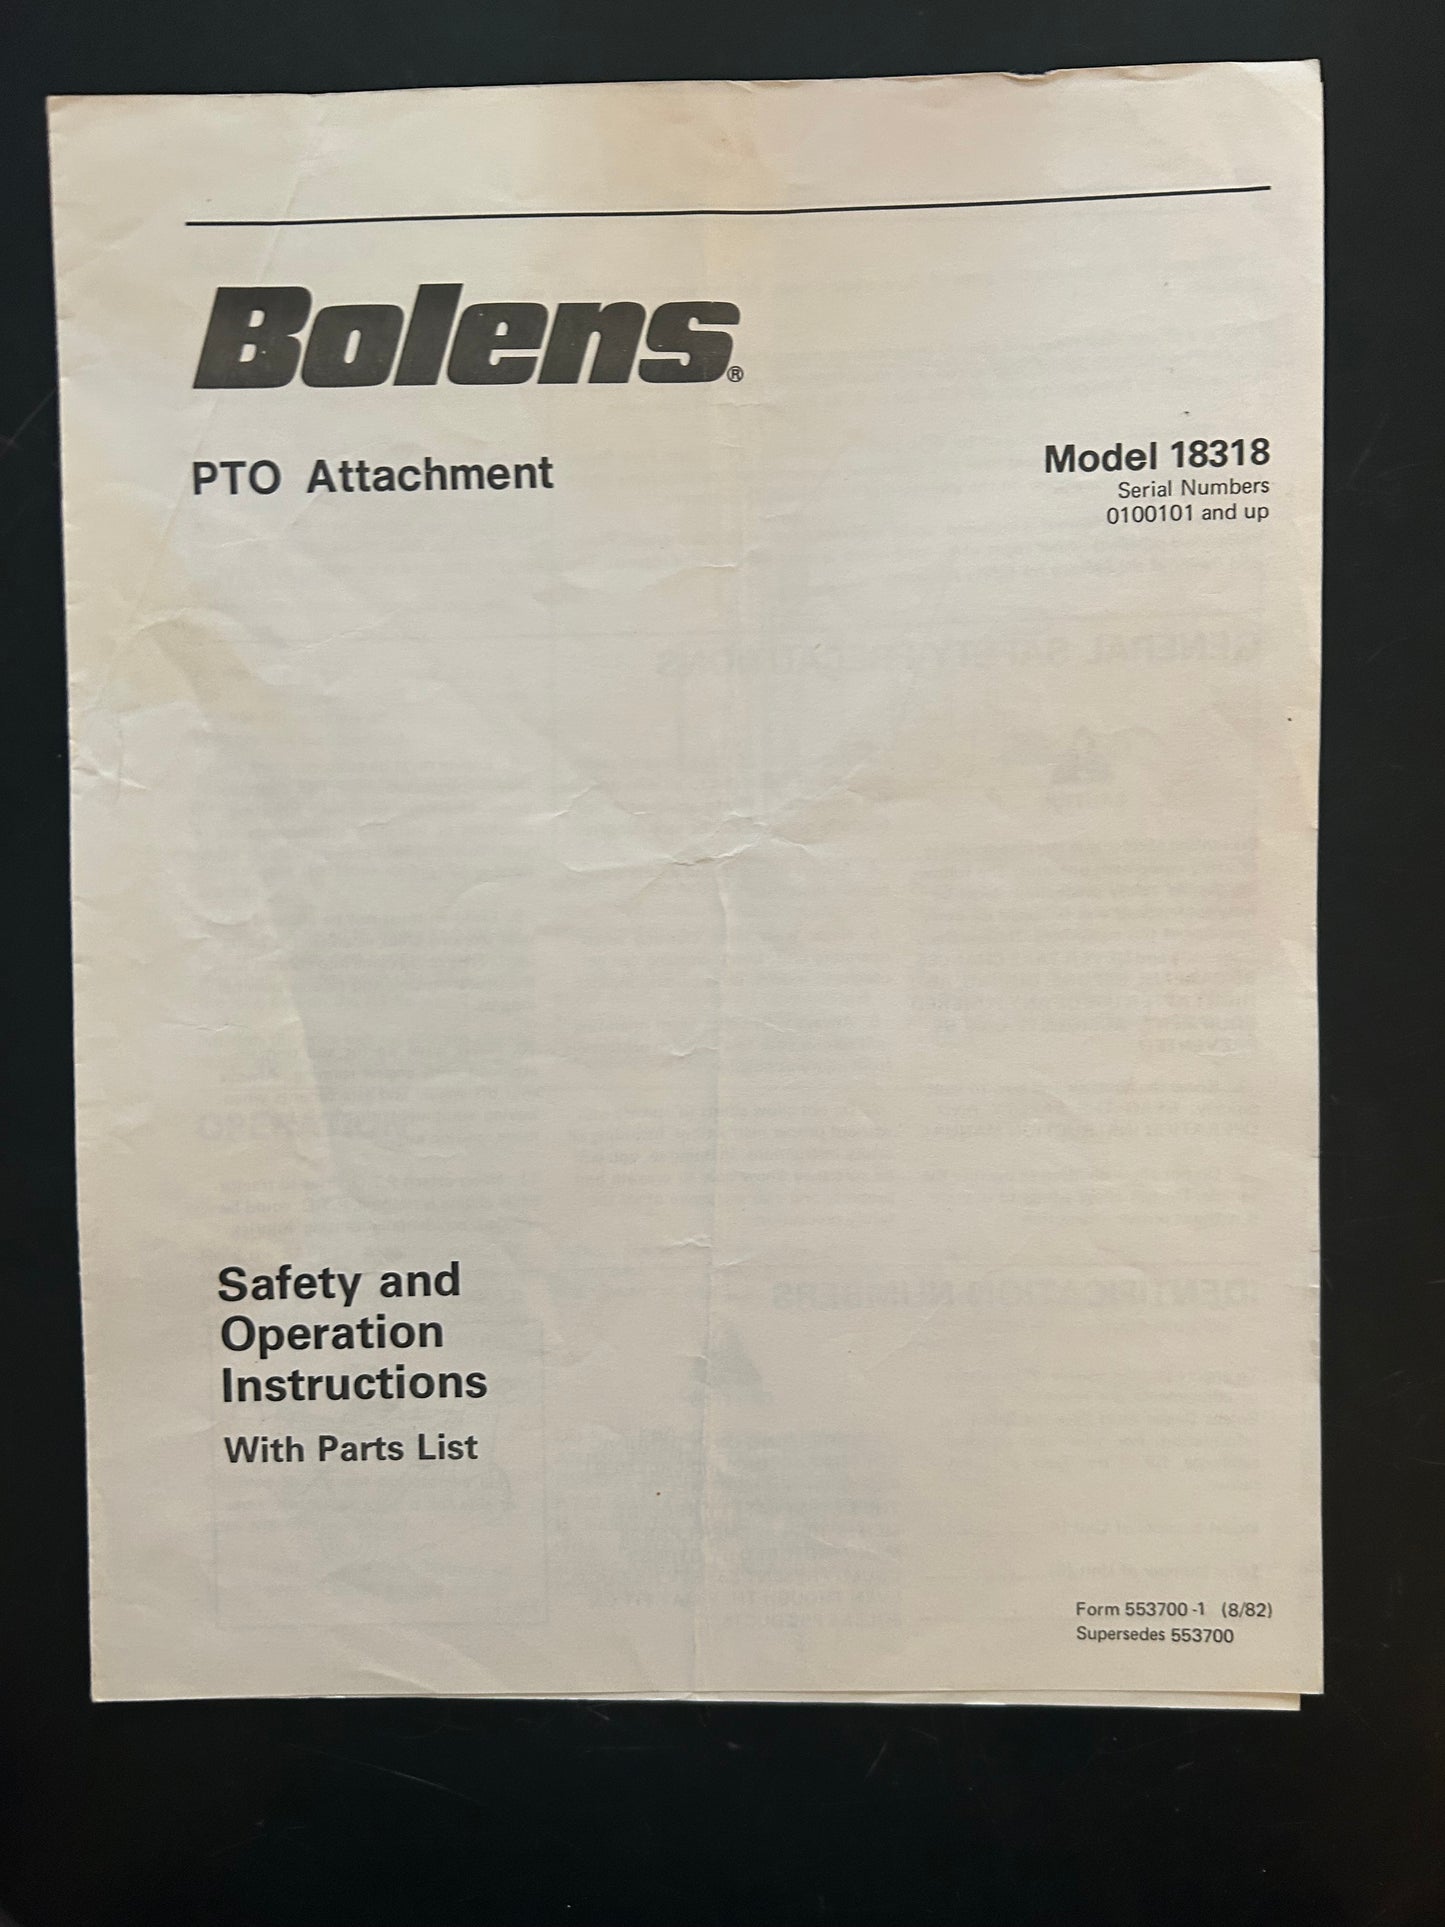 Bolens®
PTO Attachment
Model 18318
Serial Numbers
0100101 and up
Safety and
Operation
Instructions
With Parts List
Form 553700-1 (8/82)
Supersedes 553700